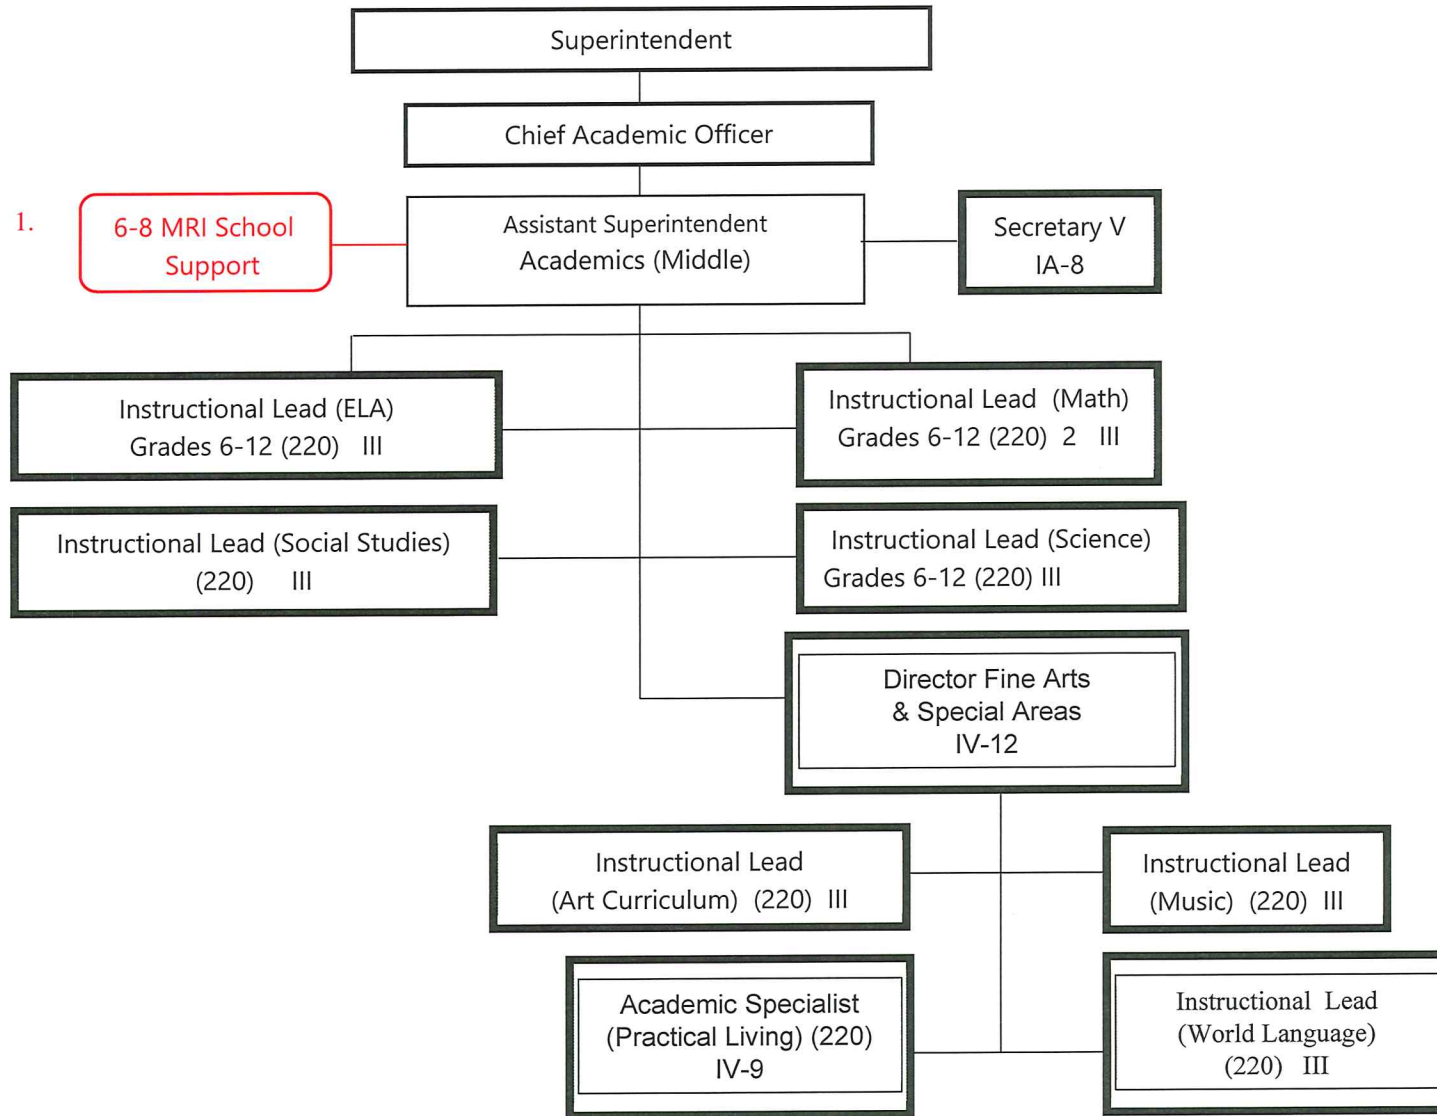 Superintendent
Chief Academic Officer
1.
6-8 MRI School
Support
Assistant Superintendent
Academics (Middle)
Secretary V
IA-8
Instructional Lead (ELA)
Grades 6-12 (220) III
Instructional Lead (Math)
Grades 6-12 (220) 2 III
Instructional Lead (Social Studies)
(220) III
Instructional Lead (Science)
Grades 6-12 (220) III
Director Fine Arts
& Special Areas
IV-12
Instructional Lead
(Art Curriculum) (220) III
Instructional Lead
(Music) (220) III
Academic Specialist
(Practical Living) (220)
IV-9
Instructional Lead
(World Language)
(220) III